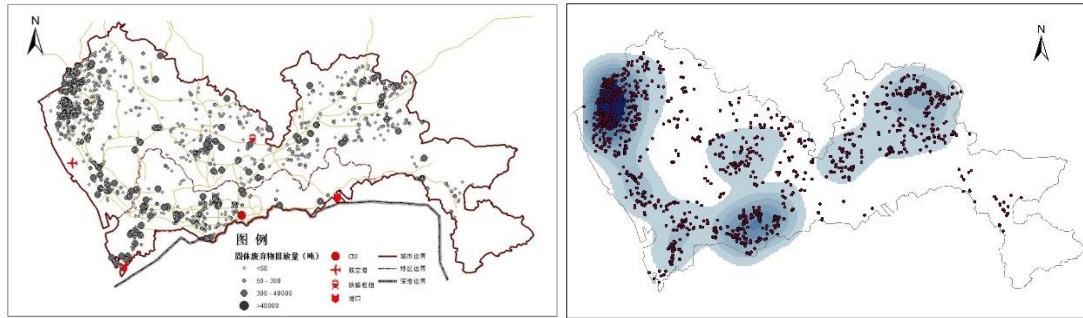 N
N
图 例
固体废弃物排放量（吨）
<50
50 - 300
300 - 40000
>40000
CBD
航空港
铁路枢纽
港口
城市边界
特区边界
深港边界